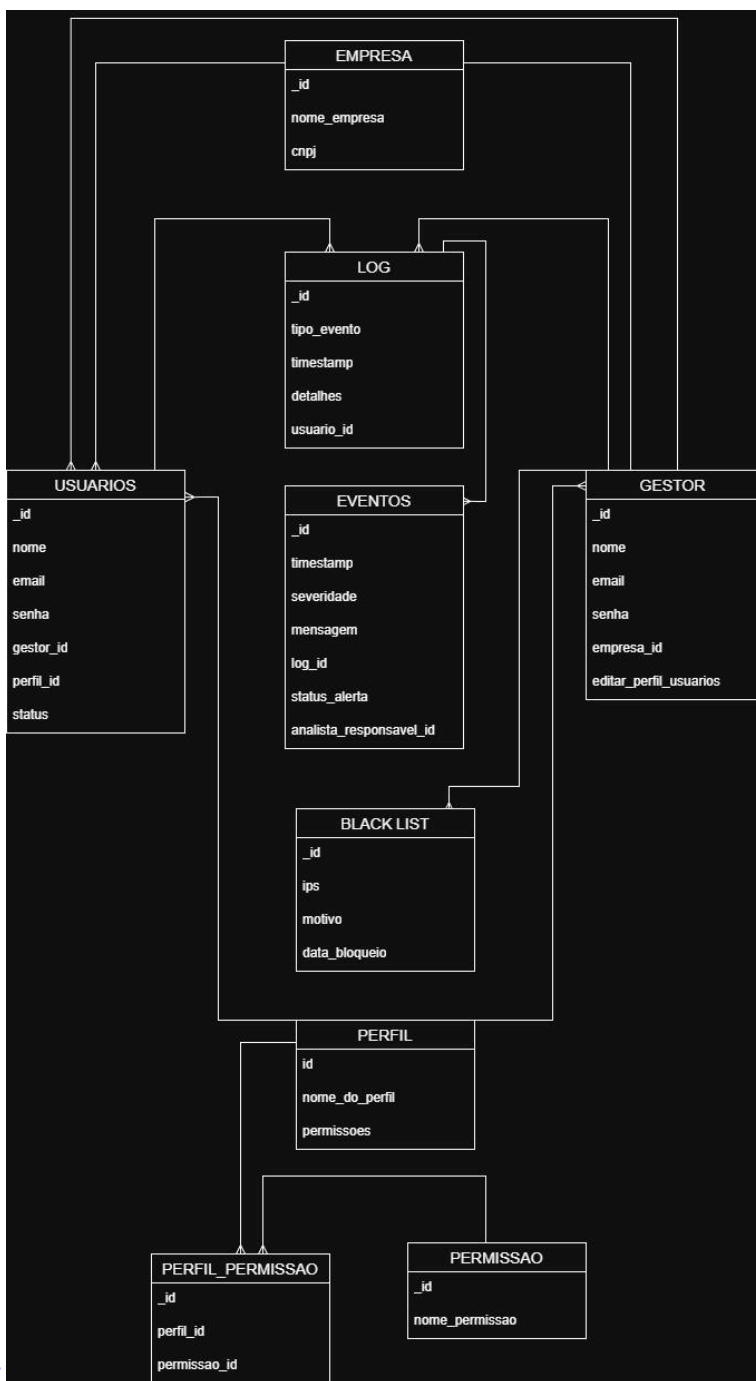 EMPRESA
_id
nome_empresa
cnpj
LOG
_id
tipo_evento
timestamp
detalhes
usuario_id
USUARIOS
_id
nome
email
senha
gestor_id
perfil_id
status
EVENTOS
_id
timestamp
severidade
mensagem
log_id
status_alerta
analista_responsavel_id
GESTOR
_id
nome
email
senha
empresa_id
editar_perfil_usuarios
BLACK LIST
_id
ips
motivo
data_bloqueio
PERFIL
id
nome_do_perfil
permissoes
PERFIL_PERMISSAO
_id
perfil_id
permissao_id
PERMISSAO
_id
nome_permissao